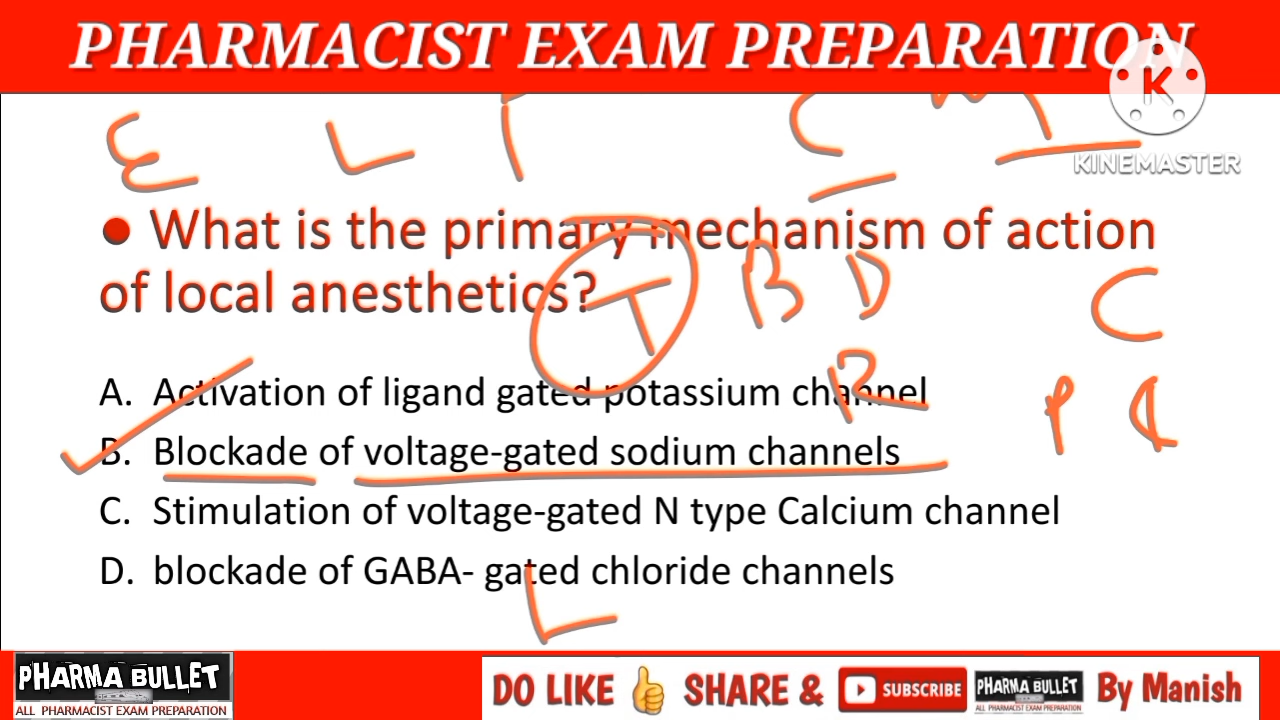 PHARMACIST EXAM PREPARATION
K
KINEMASTER
E L C
● What is the primary mechanism of action
of local anesthetics?
T B D C
R P
A. Activation of ligand gated potassium channel
B. Blockade of voltage-gated sodium channels
C. Stimulation of voltage-gated N type Calcium channel
D. blockade of GABA- gated chloride channels
L
PHARMA BULLET
ALL PHARMACIST EXAM PREPARATION
DO LIKE SHARE & SUBSCRIBE PHARMA BULLET By Manish
ALL PHARMACIST EXAM PREPARATION